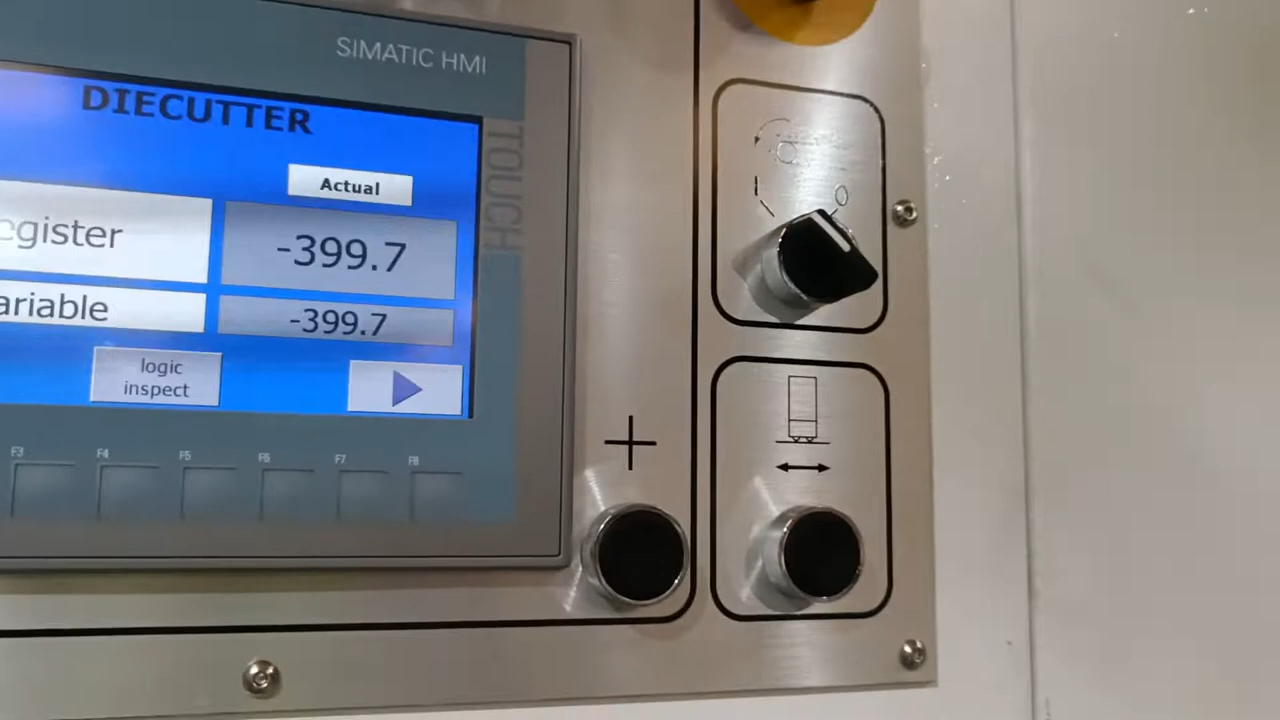 SIMATIC HMI
TOUCH
DIECUTTER
Actual
egister
-399.7
ariable
-399.7
logic
inspect
F3 F4 F5 F6 F7 F8
+
I O